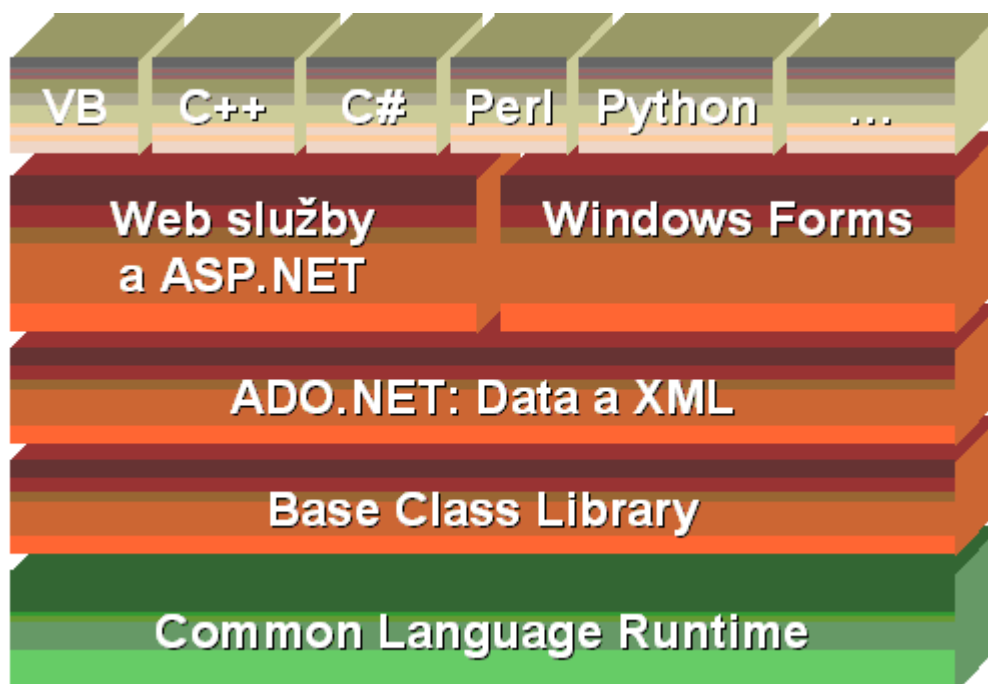 VB C++ C# Perl Python ...
Web služby
a ASP.NET
Windows Forms
ADO.NET: Data a XML
Base Class Library
Common Language Runtime